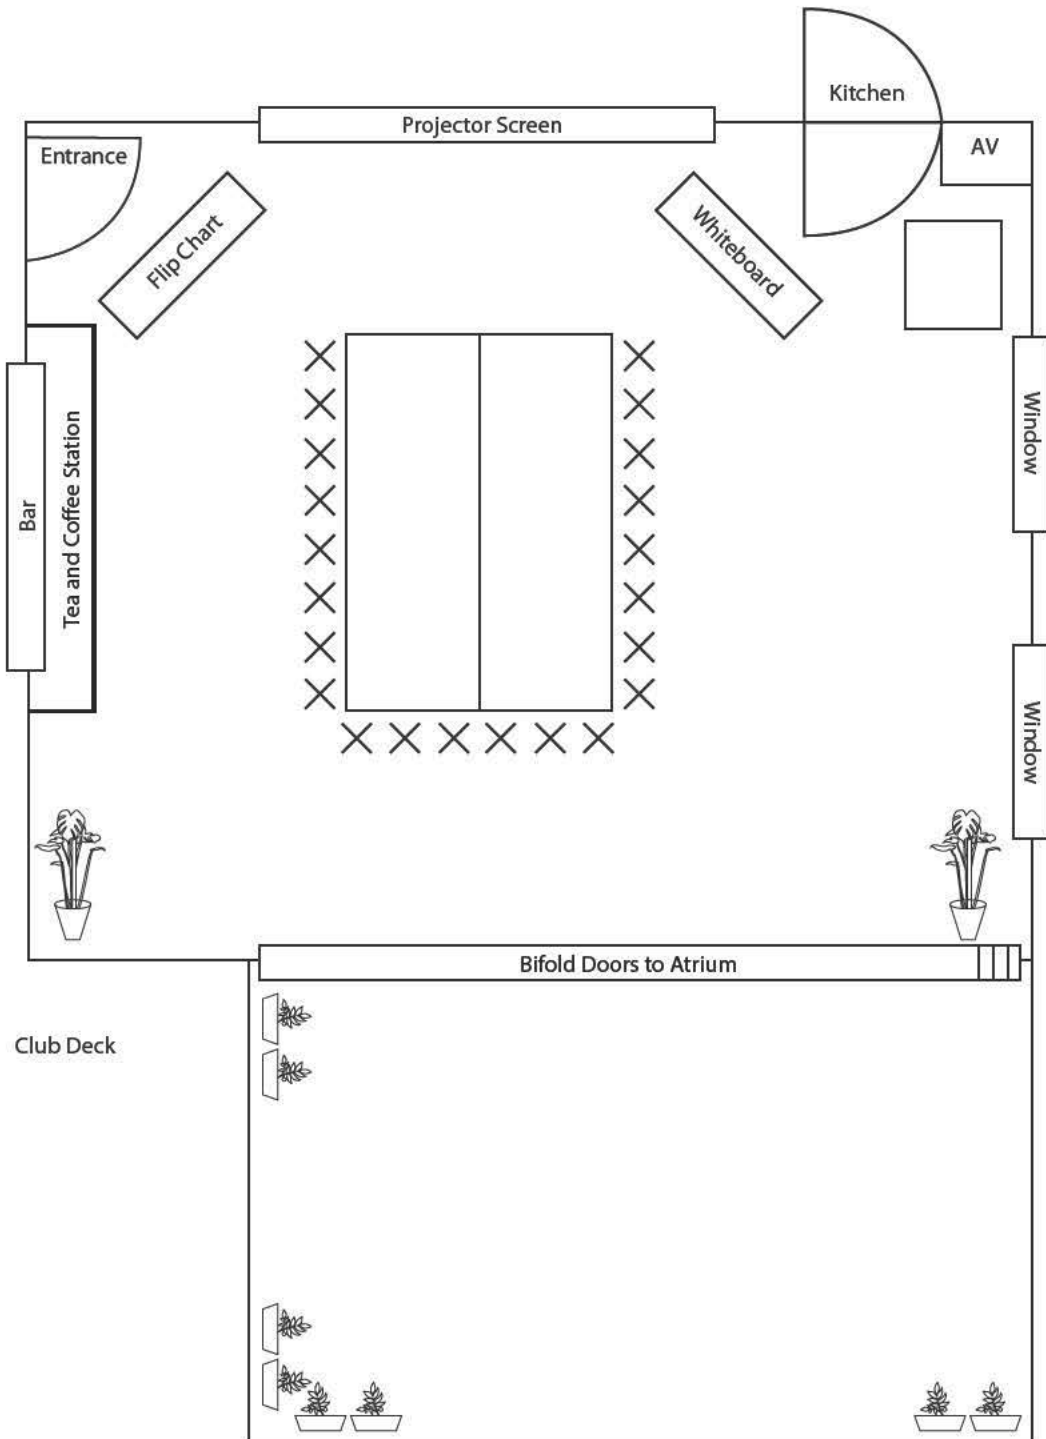 Kitchen
Projector Screen
AV
Entrance
Flip Chart
Whiteboard
Window
Tea and Coffee Station
Bar
Window
Bifold Doors to Atrium
Club Deck